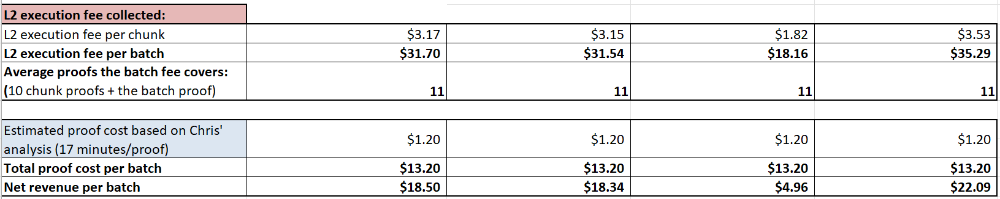 L2 execution fee collected:
L2 execution fee per chunk $3.17 $3.15 $1.82 $3.53
L2 execution fee per batch $31.70 $31.54 $18.16 $35.29
Average proofs the batch fee covers:
(10 chunk proofs + the batch proof) 11 11 11 11
Estimated proof cost based on Chris'
analysis (17 minutes/proof) $1.20 $1.20 $1.20 $1.20
Total proof cost per batch $13.20 $13.20 $13.20 $13.20
Net revenue per batch $18.50 $18.34 $4.96 $22.09